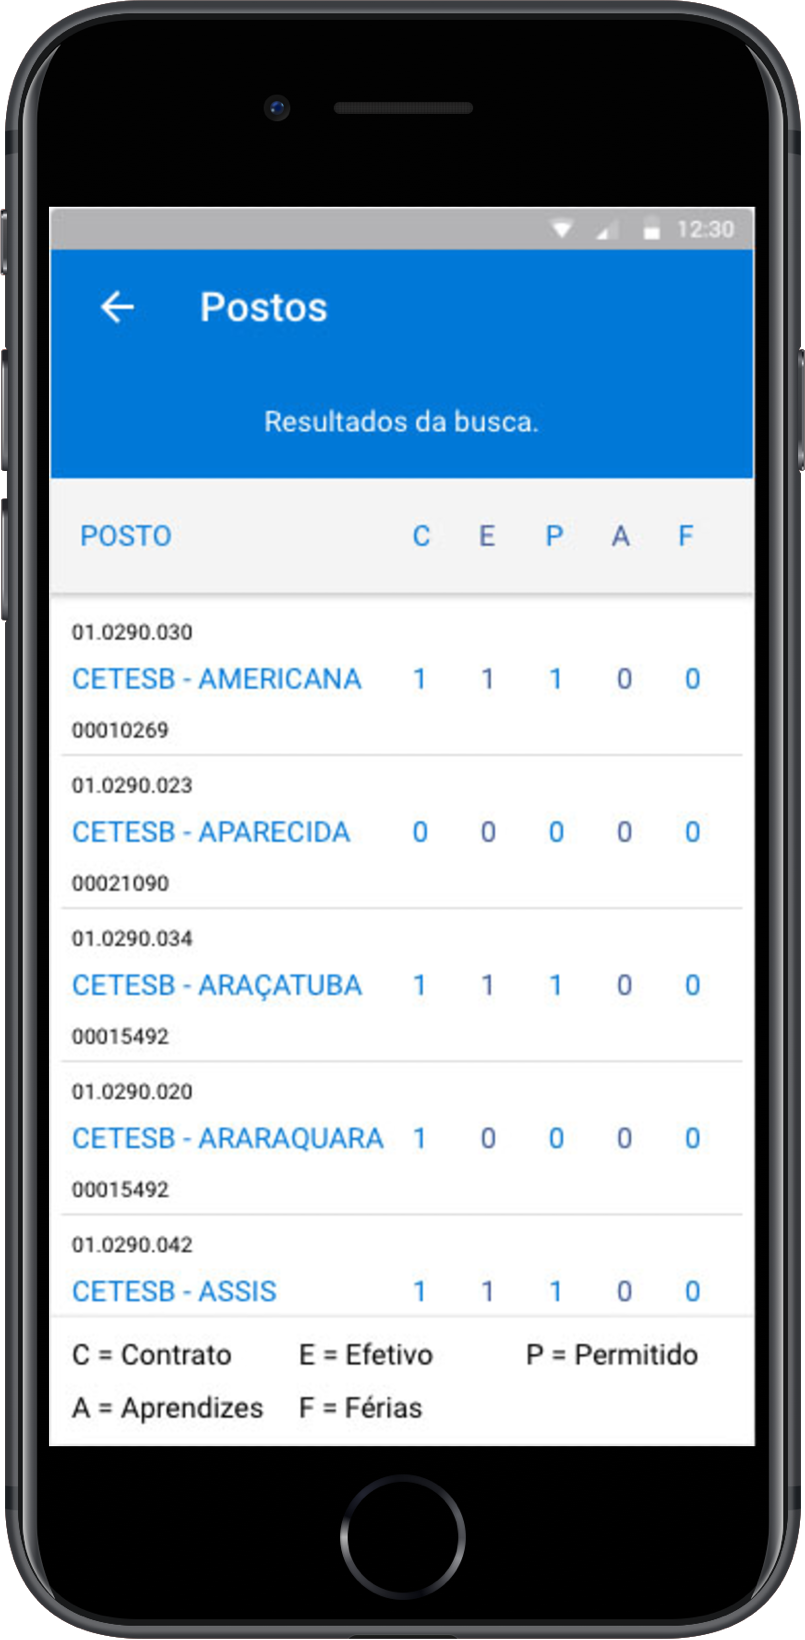 12:30
Postos
Resultados da busca.
POSTO C E P A F
01.0290.030
CETESB - AMERICANA 1 1 1 0 0
00010269
01.0290.023
CETESB - APARECIDA 0 0 0 0 0
00021090
01.0290.034
CETESB - ARAÇATUBA 1 1 1 0 0
00015492
01.0290.020
CETESB - ARARAQUARA 1 0 0 0 0
00015492
01.0290.042
CETESB - ASSIS 1 1 1 0 0
C = Contrato E = Efetivo P = Permitido
A = Aprendizes F = Férias